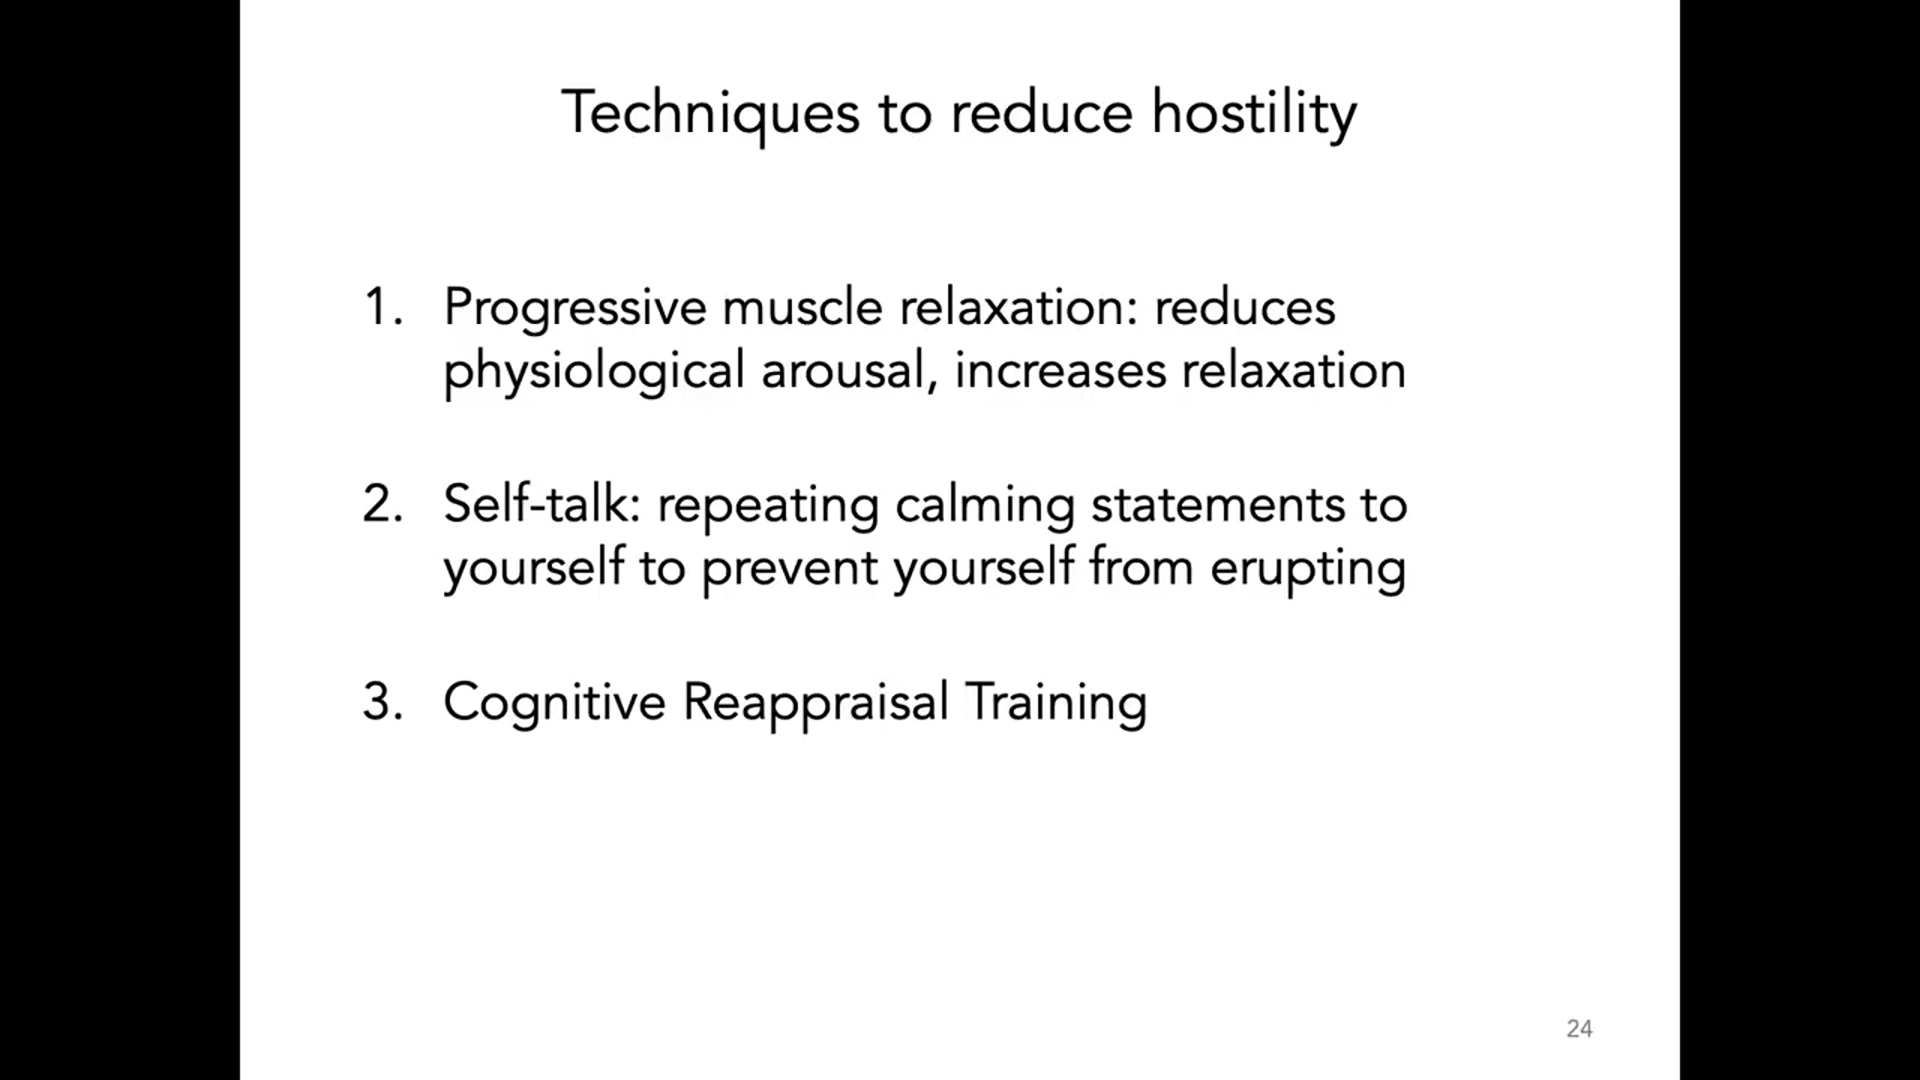 Techniques to reduce hostility
1. Progressive muscle relaxation: reduces
physiological arousal, increases relaxation
2. Self-talk: repeating calming statements to
yourself to prevent yourself from erupting
3. Cognitive Reappraisal Training
24